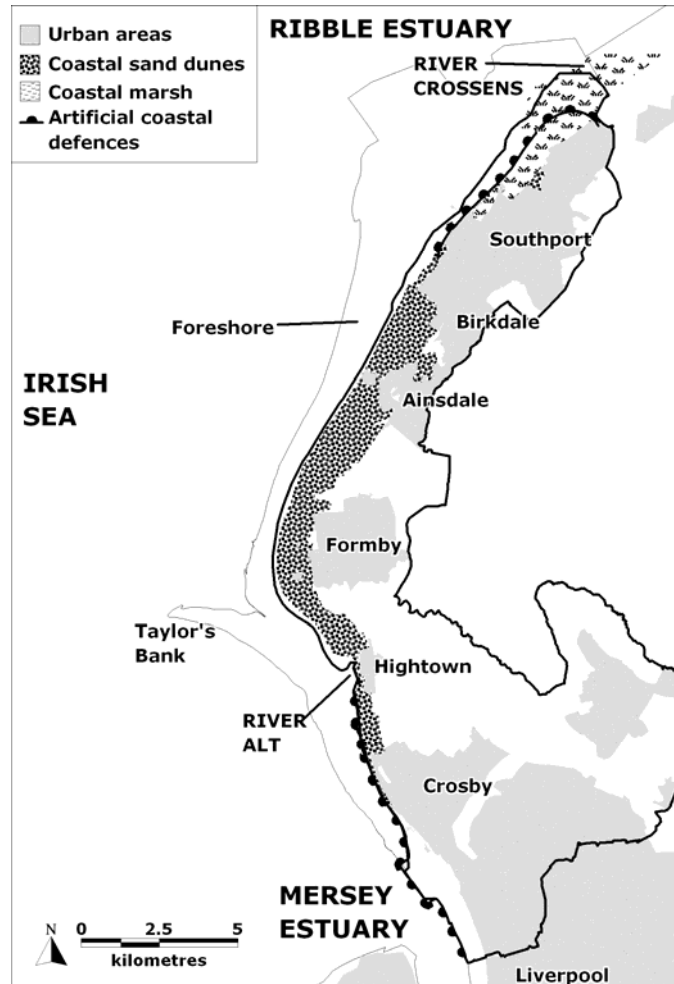 Urban areas
Coastal sand dunes
Coastal marsh
Artificial coastal
defences
RIBBLE ESTUARY
RIVER
CROSSENS
Southport
Foreshore
Birkdale
IRISH
SEA
Ainsdale
Formby
Taylor's
Bank
Hightown
RIVER
ALT
Crosby
MERSEY
ESTUARY
N
0 2.5 5
kilometres
Liverpool